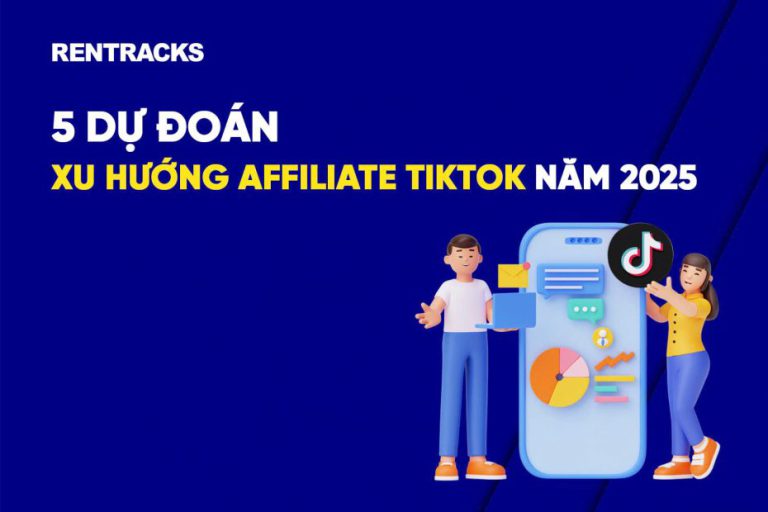 RENTRACKS
5 DỰ ĐOÁN
XU HƯỚNG AFFILIATE TIKTOK NĂM 2025